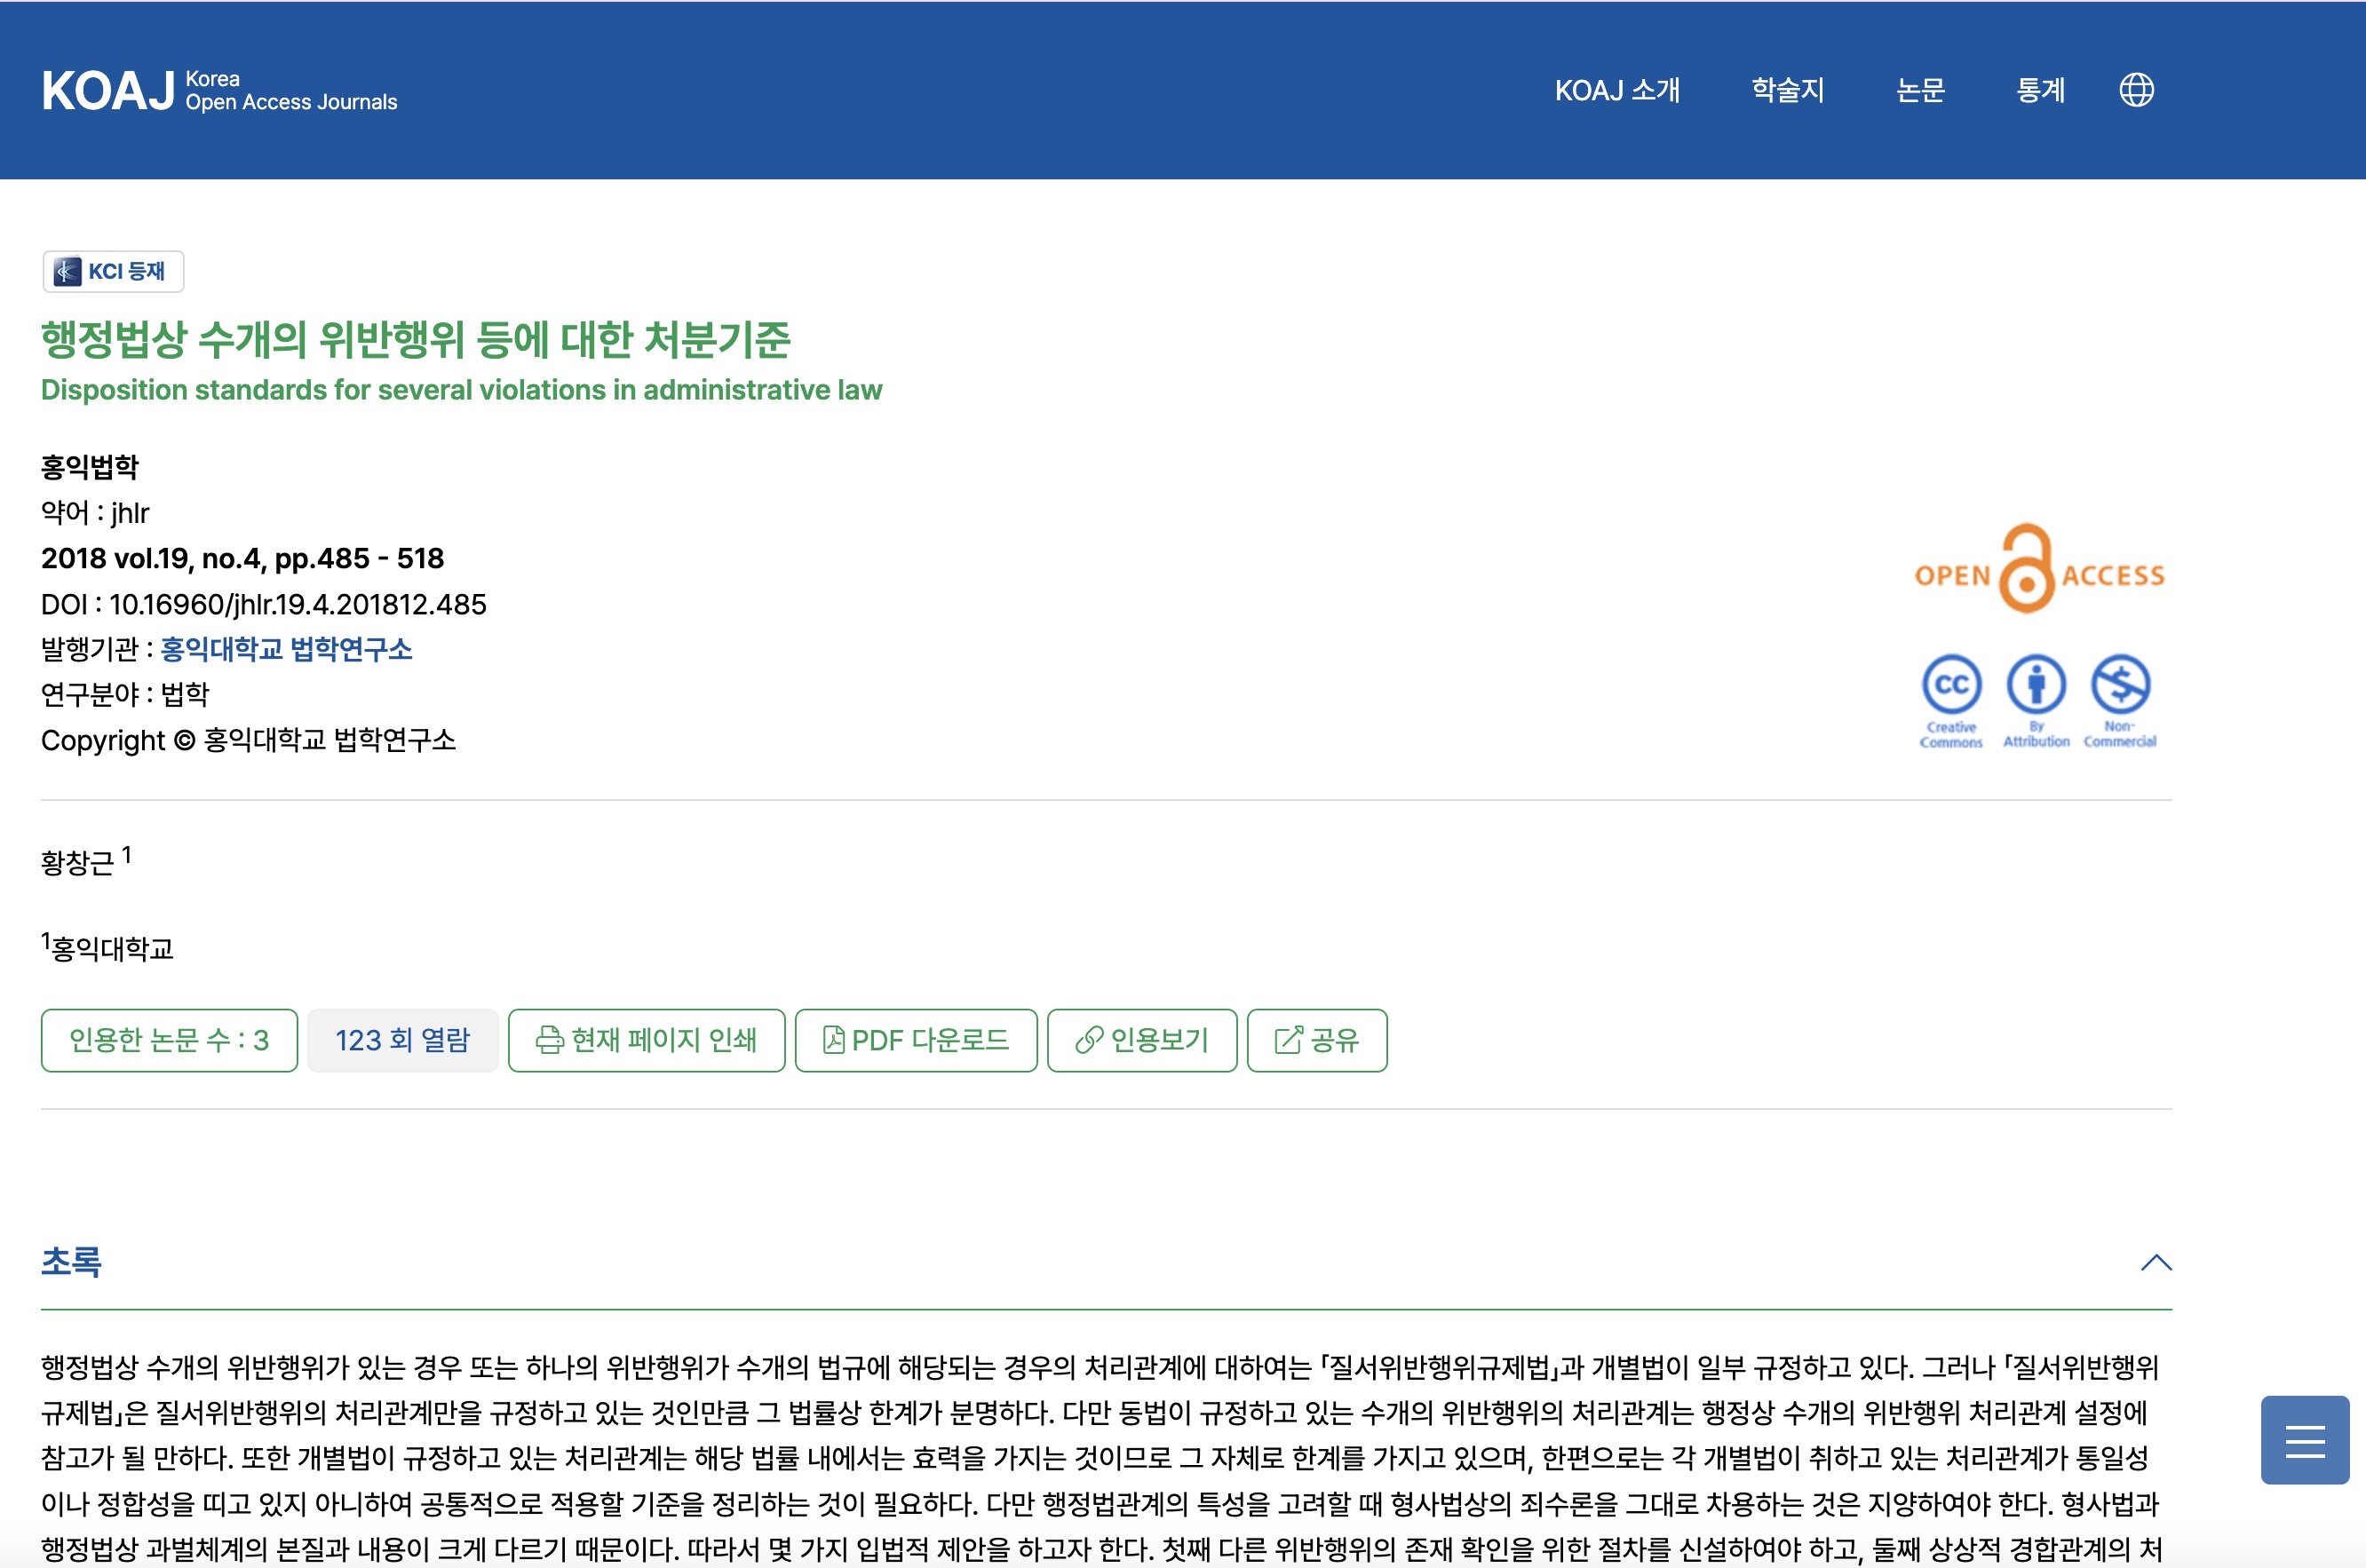 KOAJ Korea
Open Access Journals
KOAJ 소개 학술지 논문 통계
KCI 등재
행정법상 수개의 위반행위 등에 대한 처분기준
Disposition standards for several violations in administrative law
홍익법학
약어 : jhlr
2018 vol.19, no.4, pp.485 - 518
DOI : 10.16960/jhlr.19.4.201812.485
발행기관 : 홍익대학교 법학연구소
연구분야 : 법학
Copyright © 홍익대학교 법학연구소
OPEN ACCESS
CC
Creative Commons
By Attribution
Non-Commercial
황창근 1
1홍익대학교
인용한 논문 수 : 3
123 회 열람
현재 페이지 인쇄
PDF 다운로드
인용보기
공유
초록
행정법상 수개의 위반행위가 있는 경우 또는 하나의 위반행위가 수개의 법규에 해당되는 경우의 처리관계에 대하여는 「질서위반행위규제법」과 개별법이 일부 규정하고 있다. 그러나 「질서위반행위
규제법」은 질서위반행위의 처리관계만을 규정하고 있는 것인만큼 그 법률상 한계가 분명하다. 다만 동법이 규정하고 있는 수개의 위반행위의 처리관계는 행정상 수개의 위반행위 처리관계 설정에
참고가 될 만하다. 또한 개별법이 규정하고 있는 처리관계는 해당 법률 내에서는 효력을 가지는 것이므로 그 자체로 한계를 가지고 있으며, 한편으로는 각 개별법이 취하고 있는 처리관계가 통일성
이나 정합성을 띠고 있지 아니하여 공통적으로 적용할 기준을 정리하는 것이 필요하다. 다만 행정법관계의 특성을 고려할 때 형사법상의 죄수론을 그대로 차용하는 것은 지양하여야 한다. 형사법과
행정법상 과벌체계의 본질과 내용이 크게 다르기 때문이다. 따라서 몇 가지 입법적 제안을 하고자 한다. 첫째 다른 위반행위의 존재 확인을 위한 절차를 신설하여야 하고, 둘째 상상적 경합관계의 처